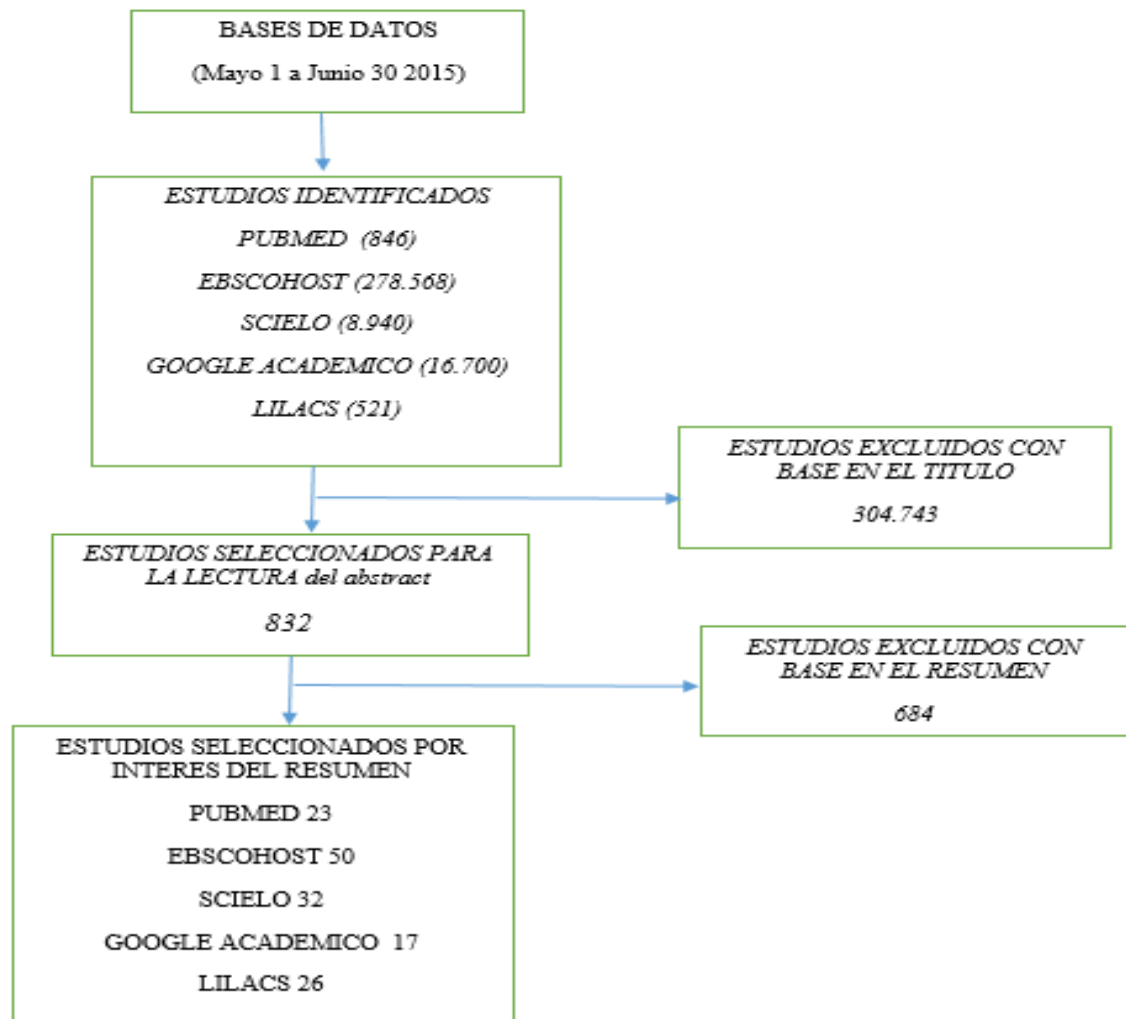 BASES DE DATOS
(Mayo 1 a Junio 30 2015)
ESTUDIOS IDENTIFICADOS
PUBMED (846)
EBSCOHOST (278.568)
SCIELO (8.940)
GOOGLE ACADEMICO (16.700)
LILACS (521)
ESTUDIOS EXCLUIDOS CON
BASE EN EL TITULO
304.743
ESTUDIOS SELECCIONADOS PARA
LA LECTURA del abstract
832
ESTUDIOS EXCLUIDOS CON
BASE EN EL RESUMEN
684
ESTUDIOS SELECCIONADOS POR
INTERES DEL RESUMEN
PUBMED 23
EBSCOHOST 50
SCIELO 32
GOOGLE ACADEMICO 17
LILACS 26